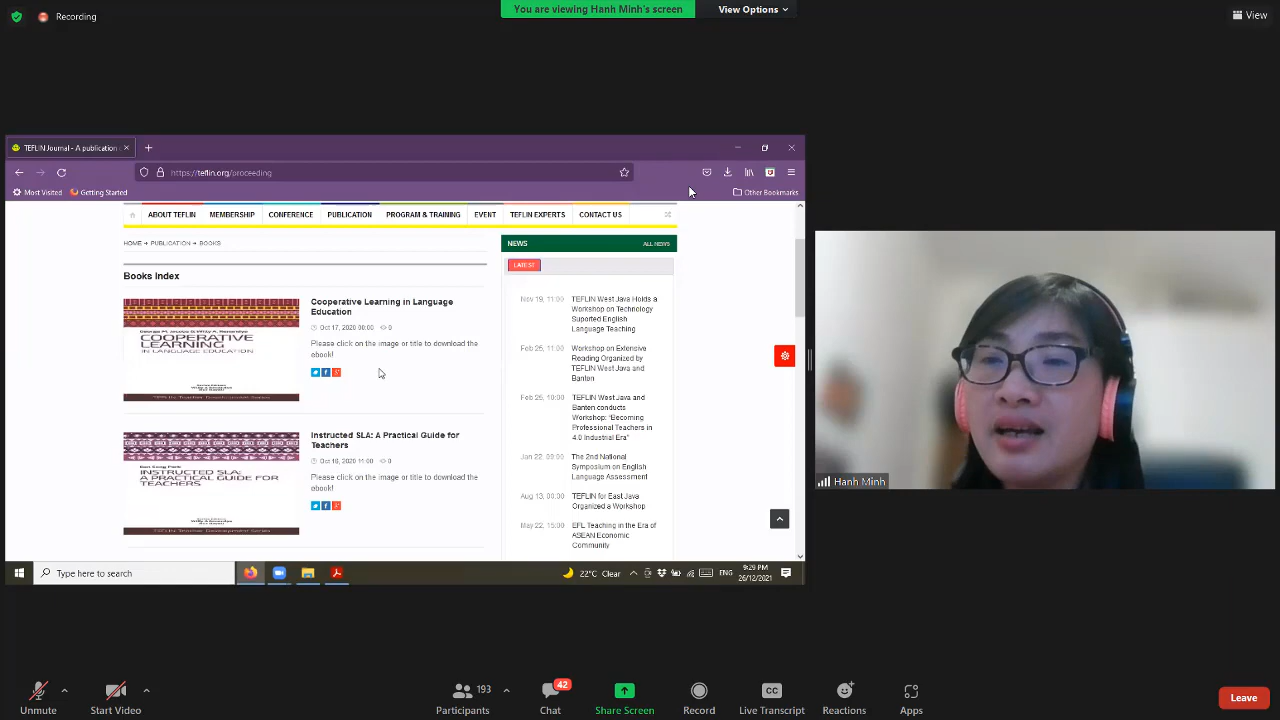 Recording
You are viewing Hanh Minh's screen
View Options
View
TEFLIN Journal - A publication
https://teflin.org/proceeding
Most Visited
Getting Started
Other Bookmarks
ABOUT TEFLIN
MEMBERSHIP
CONFERENCE
PUBLICATION
PROGRAM & TRAINING
EVENT
TEFLIN EXPERTS
CONTACT US
HOME → PUBLICATION → BOOKS
Books Index
COOPERATIVE
LEARNING
IN LANGUAGE
EDUCATION
Cooperative Learning in Language
Education
Oct 17, 2020 00:00 0
Please click on the image or title to download the
ebook!
INSTRUCTED SLA:
A PRACTICAL GUIDE FOR
TEACHERS
Instructed SLA: A Practical Guide for
Teachers
Oct 16, 2020 11:00 0
Please click on the image or title to download the
ebook!
NEWS
ALL NEWS
LATEST
Nov 19, 11:00 TEFLIN West Java Holds a
Workshop on Technology
Suported English
Language Teaching
Feb 25, 11:00 Workshop on Extensive
Reading Organized by
TEFLIN West Java and
Banten
Feb 25, 10:00 TEFLIN West Java and
Banten conducts
Workshop: "Becoming
Professional Teachers in
4.0 Industrial Era"
Jan 22, 09:00 The 2nd National
Symposium on English
Language Assessment
Aug 13, 00:00 TEFLIN for East Java
Organized a Workshop
May 22, 15:00 EFL Teaching in the Era of
ASEAN Economic
Community
Hanh Minh
Type here to search
22°C Clear
ENG
9:29 PM
26/12/2021
Unmute
Start Video
193
Participants
42
Chat
Share Screen
Record
CC
Live Transcript
Reactions
Apps
Leave